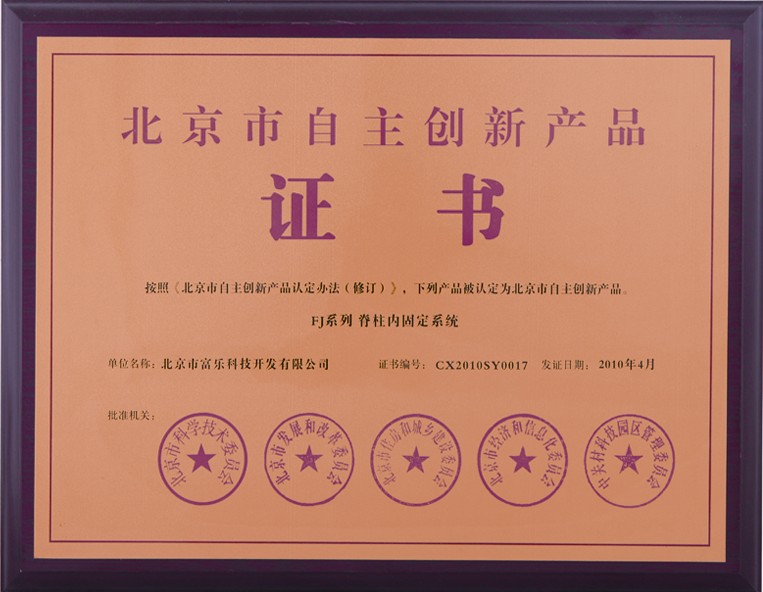 北京市自主创新产品
证书
按照《北京市自主创新产品认定办法（修订）》，下列产品被认定为北京市自主创新产品。
FJ系列 脊柱内固定系统
单位名称：北京市富乐科技开发有限公司 证书编号：CX2010SY0017 发证日期：2010年4月
批准机关：
北京市科学技术委员会
北京市发展和改革委员会
北京市住房和城乡建设委员会
北京市经济和信息化委员会
中关村科技园区管理委员会